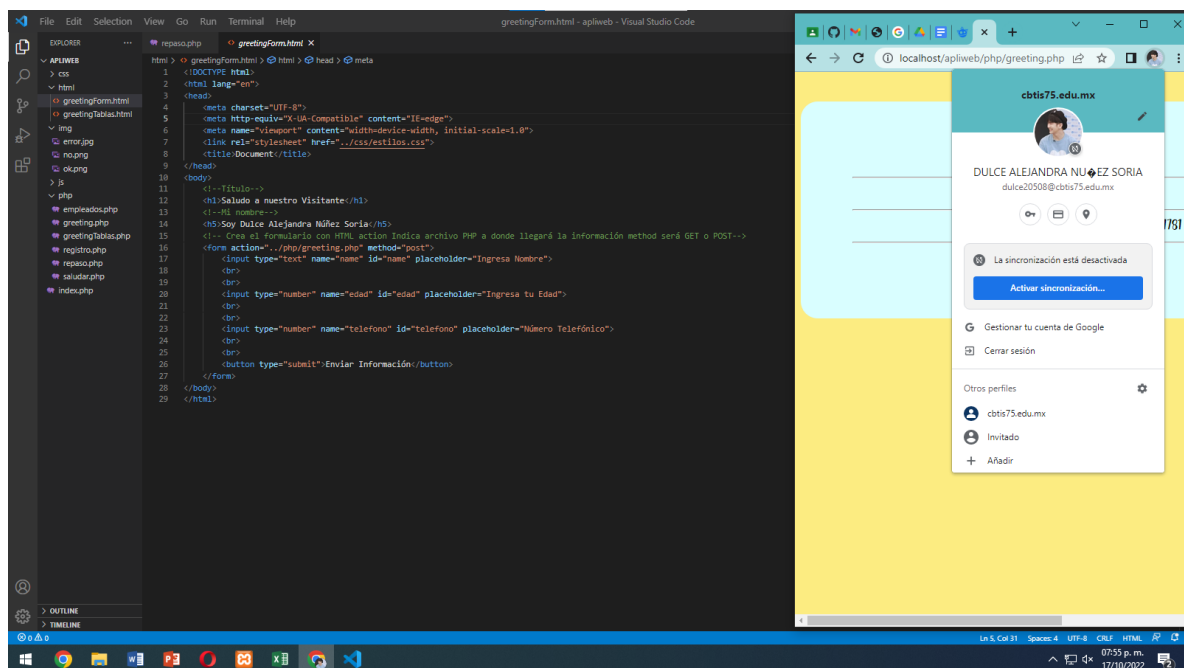 File Edit Selection View Go Run Terminal Help
greetingForm.html - apliweb - Visual Studio Code
EXPLORER
APLIWEB
css
html
greetingForm.html
greetingTablas.html
img
error.jpg
no.png
ok.png
js
php
empleados.php
greeting.php
greetingTablas.php
registro.php
repaso.php
saludar.php
index.php
OUTLINE
TIMELINE
repaso.php
greetingForm.html
html > greetingForm.html > html > head > meta
1 <!DOCTYPE html>
2 <html lang="en">
3 <head>
4 <meta charset="UTF-8">
5 <meta http-equiv="X-UA-Compatible" content="IE=edge">
6 <meta name="viewport" content="width=device-width, initial-scale=1.0">
7 <link rel="stylesheet" href="../css/estilos.css">
8 <title>Document</title>
9 </head>
10 <body>
11 <!--Título-->
12 <h1>Saludo a nuestro Visitante</h1>
13 <!--Mi nombre-->
14 <h5>Soy Dulce Alejandra Núñez Soria</h5>
15 <!-- Crea el formulario con HTML action Indica archivo PHP a donde llegará la información method será GET o POST-->
16 <form action="../php/greeting.php" method="post">
17 <input type="text" name="name" id="name" placeholder="Ingresa Nombre">
18 <br>
19 <br>
20 <input type="number" name="edad" id="edad" placeholder="Ingresa tu Edad">
21 <br>
22 <br>
23 <input type="number" name="telefono" id="telefono" placeholder="Número Telefónico">
24 <br>
25 <br>
26 <button type="submit">Enviar Información</button>
27 </form>
28 </body>
29 </html>
localhost/apliweb/php/greeting.php
cbtis75.edu.mx
DULCE ALEJANDRA NU�EZ SORIA
dulce20508@cbtis75.edu.mx
1781
La sincronización está desactivada
Activar sincronización...
Gestionar tu cuenta de Google
Cerrar sesión
Otros perfiles
cbtis75.edu.mx
Invitado
Añadir
0 0
Ln 5, Col 31 Spaces: 4 UTF-8 CRLF HTML
07:55 p. m.
17/10/2022